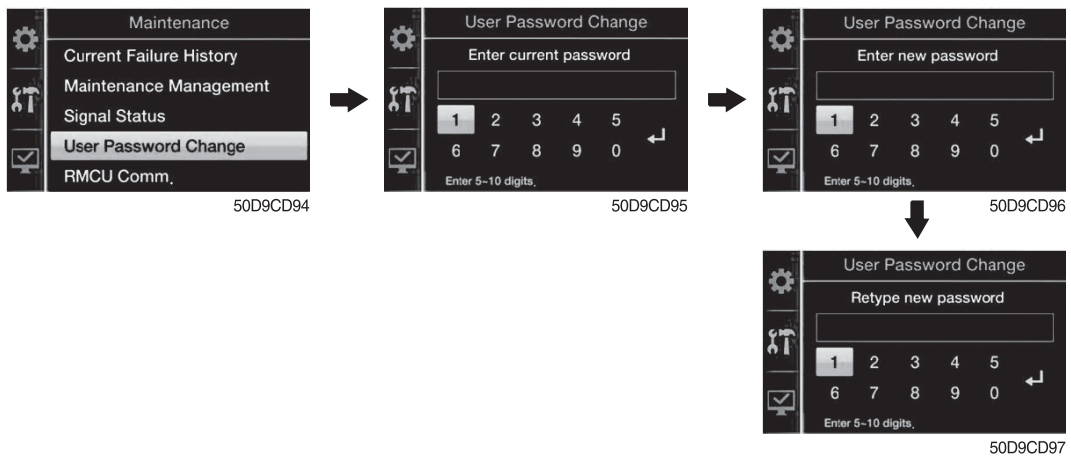 Maintenance
Current Failure History
Maintenance Management
Signal Status
User Password Change
RMCU Comm.
50D9CD94
User Password Change
Enter current password
1 2 3 4 5
6 7 8 9 0
Enter 5~10 digits.
50D9CD95
User Password Change
Enter new password
1 2 3 4 5
6 7 8 9 0
Enter 5~10 digits.
50D9CD96
User Password Change
Retype new password
1 2 3 4 5
6 7 8 9 0
Enter 5~10 digits.
50D9CD97